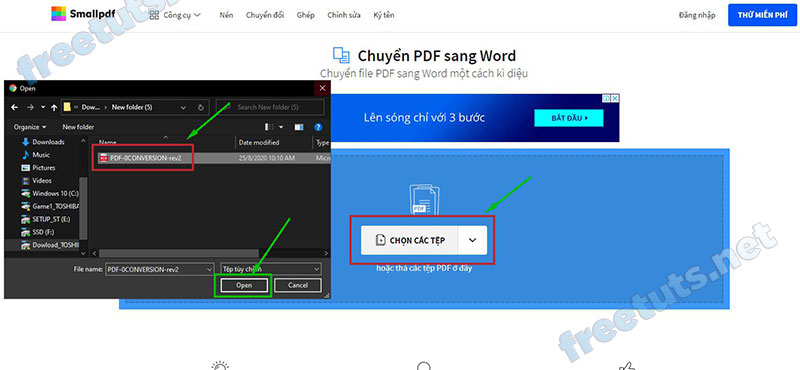 Smallpdf
Công cụ
Nén
Chuyển đổi
Ghép
Chỉnh sửa
Ký tên
Đăng nhập
THỬ MIỄN PHÍ
Chuyển PDF sang Word
Chuyển file PDF sang Word một cách kì diệu
Lên sóng chỉ với 3 bước
BẮT ĐẦU
PDF
CHỌN CÁC TỆP
hoặc thả các tệp PDF ở đây
Open
Dow...
New folder (5)
Search New folder (5)
Organize
New folder
Downloads
Music
Pictures
Videos
Windows 10 (C:)
Game1_TOSHIBA
SETUP_ST (E:)
SSD (F:)
Dowload_TOSHIB
Name
Date modified
Type
PDF-0CONVERSION-rev2
25/8/2020 10:10 AM
Micr
File name:
PDF-0CONVERSION-rev2
Tệp tùy chỉnh
Open
Cancel
freetuts.net
freetuts.net